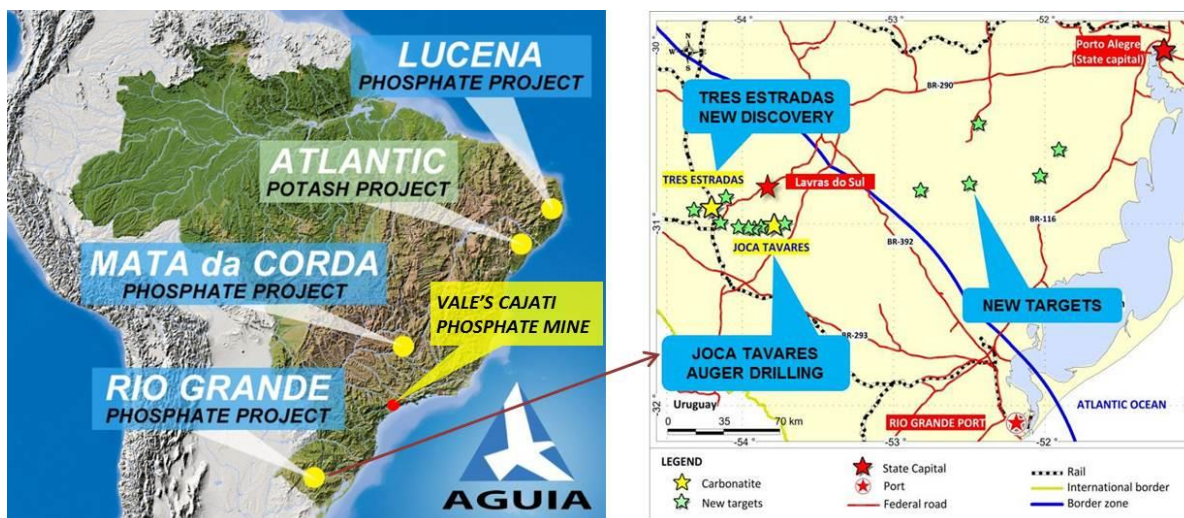 LUCENA
PHOSPHATE PROJECT
ATLANTIC
POTASH PROJECT
MATA da CORDA
PHOSPHATE PROJECT
VALE'S CAJATI
PHOSPHATE MINE
RIO GRANDE
PHOSPHATE PROJECT
AGUIA
-54
-53
-52
-30
N
W
E
S
Porto Alegre
(State capital)
BR-290
TRES ESTRADAS
NEW DISCOVERY
TRES ESTRADAS
Lavras do Sul
-31
JOCA TAVARES
BR-116
BR-392
NEW TARGETS
BR-293
JOCA TAVARES
AUGER DRILLING
-32
Uruguay
0 35 70 km
RIO GRANDE PORT
ATLANTIC OCEAN
-54
-53
-52
LEGEND
Carbonatite
New targets
State Capital
Port
Federal road
Rail
International border
Border zone